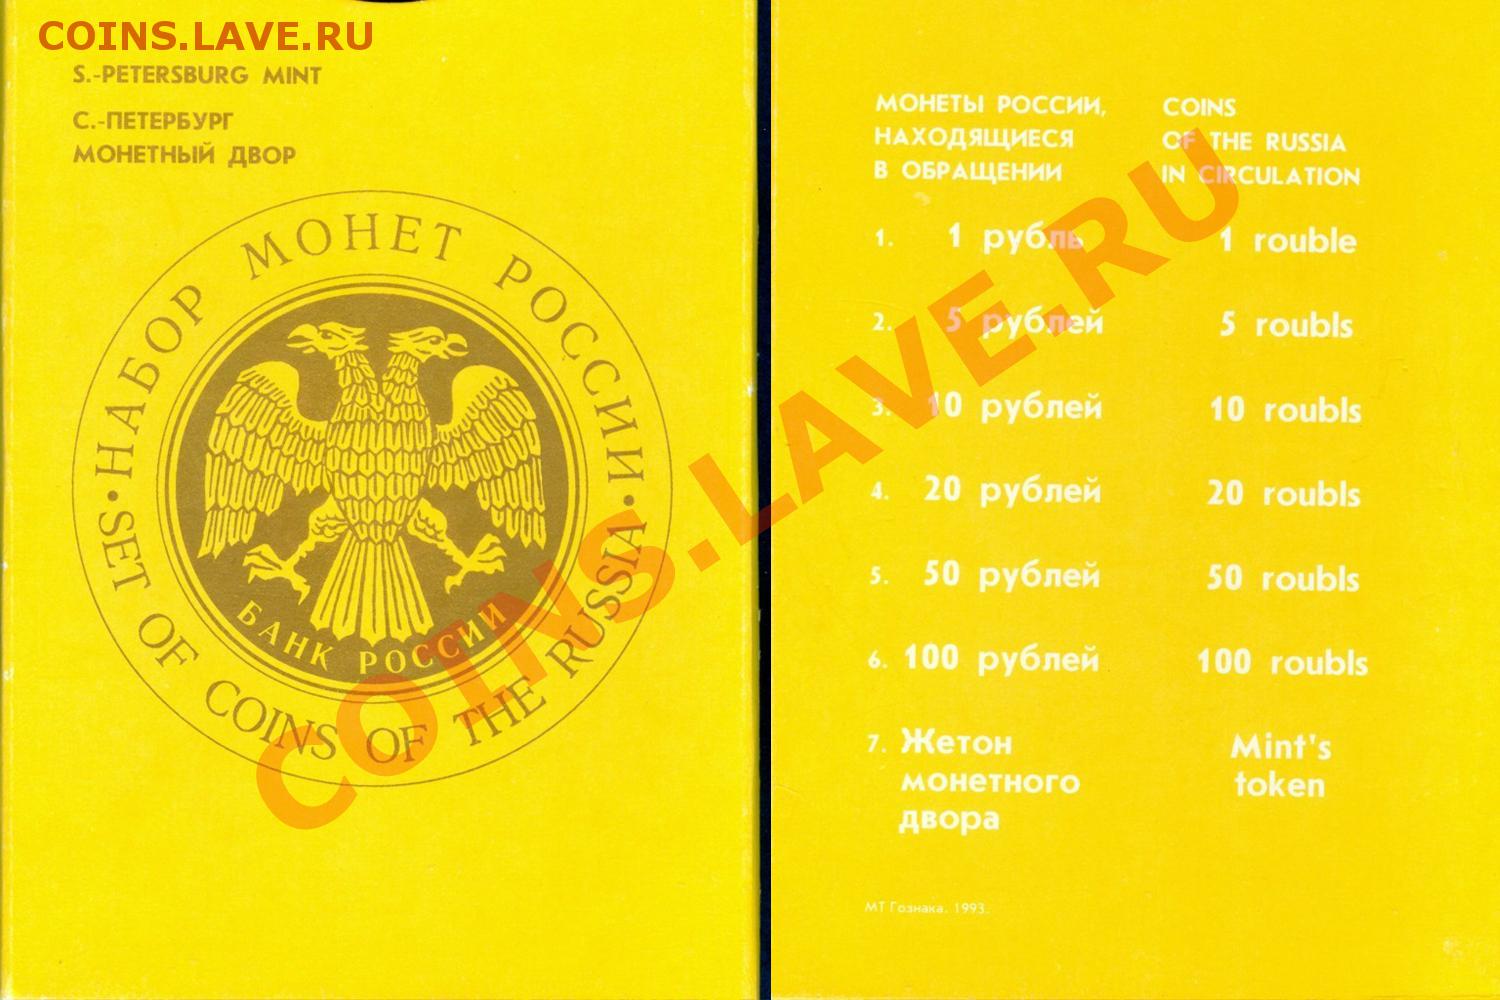 COINS.LAVE.RU
S.-PETERSBURG MINT
С.-ПЕТЕРБУРГ
МОНЕТНЫЙ ДВОР
НАБОР МОНЕТ РОССИИ
SET OF COINS OF THE RUSSIA
БАНК РОССИИ
COINS.LAVE.RU
МОНЕТЫ РОССИИ,
НАХОДЯЩИЕСЯ
В ОБРАЩЕНИИ
COINS
OF THE RUSSIA
IN CIRCULATION
1. 1 рубль 1 rouble
2. 5 рублей 5 roubls
3. 10 рублей 10 roubls
4. 20 рублей 20 roubls
5. 50 рублей 50 roubls
6. 100 рублей 100 roubls
7. Жетон
монетного
двора
Mint's
token
МТ Гознака. 1993.